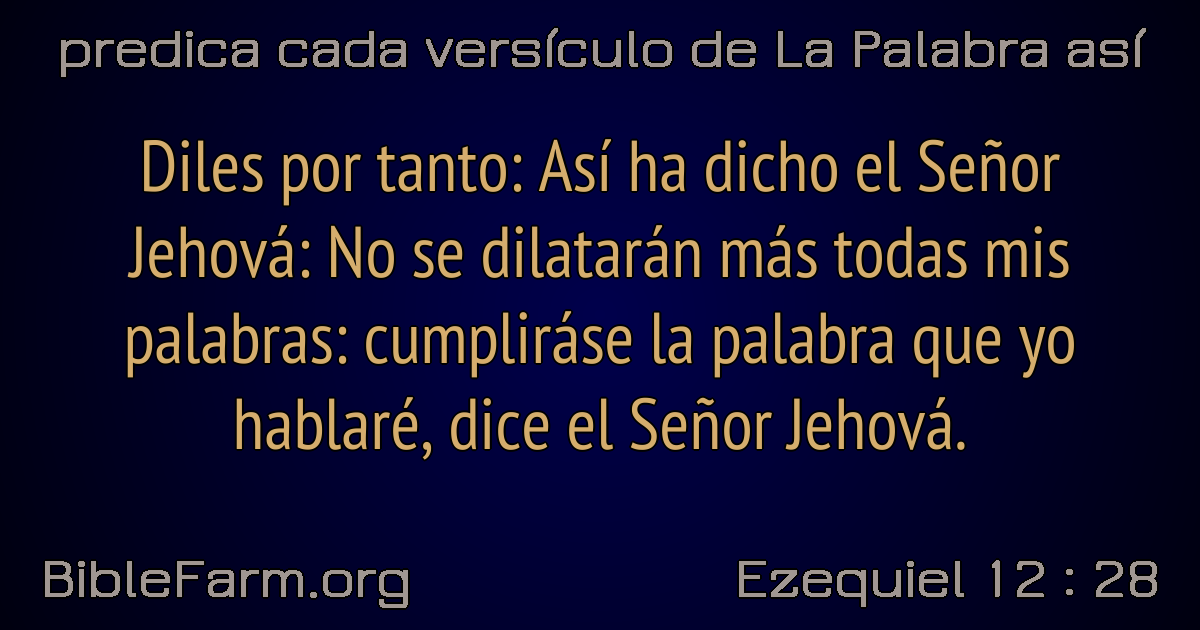 predica cada versículo de La Palabra así
Diles por tanto: Así ha dicho el Señor
Jehová: No se dilatarán más todas mis
palabras: cumpliráse la palabra que yo
hablaré, dice el Señor Jehová.
BibleFarm.org
Ezequiel 12 : 28